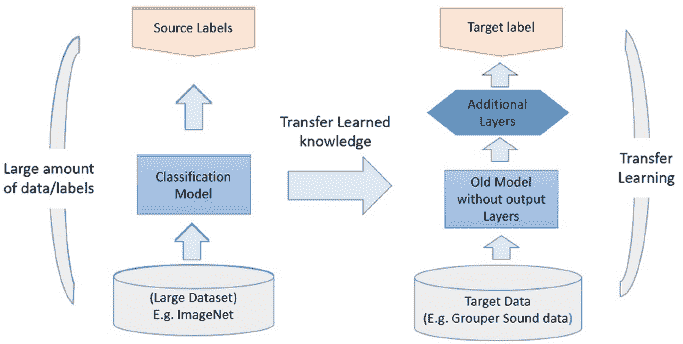 Source Labels
Target label
Additional
Layers
Transfer Learned
knowledge
Large amount
of data/labels
Classification
Model
Old Model
without output
Layers
Transfer
Learning
(Large Dataset)
E.g. ImageNet
Target Data
(E.g. Grouper Sound data)